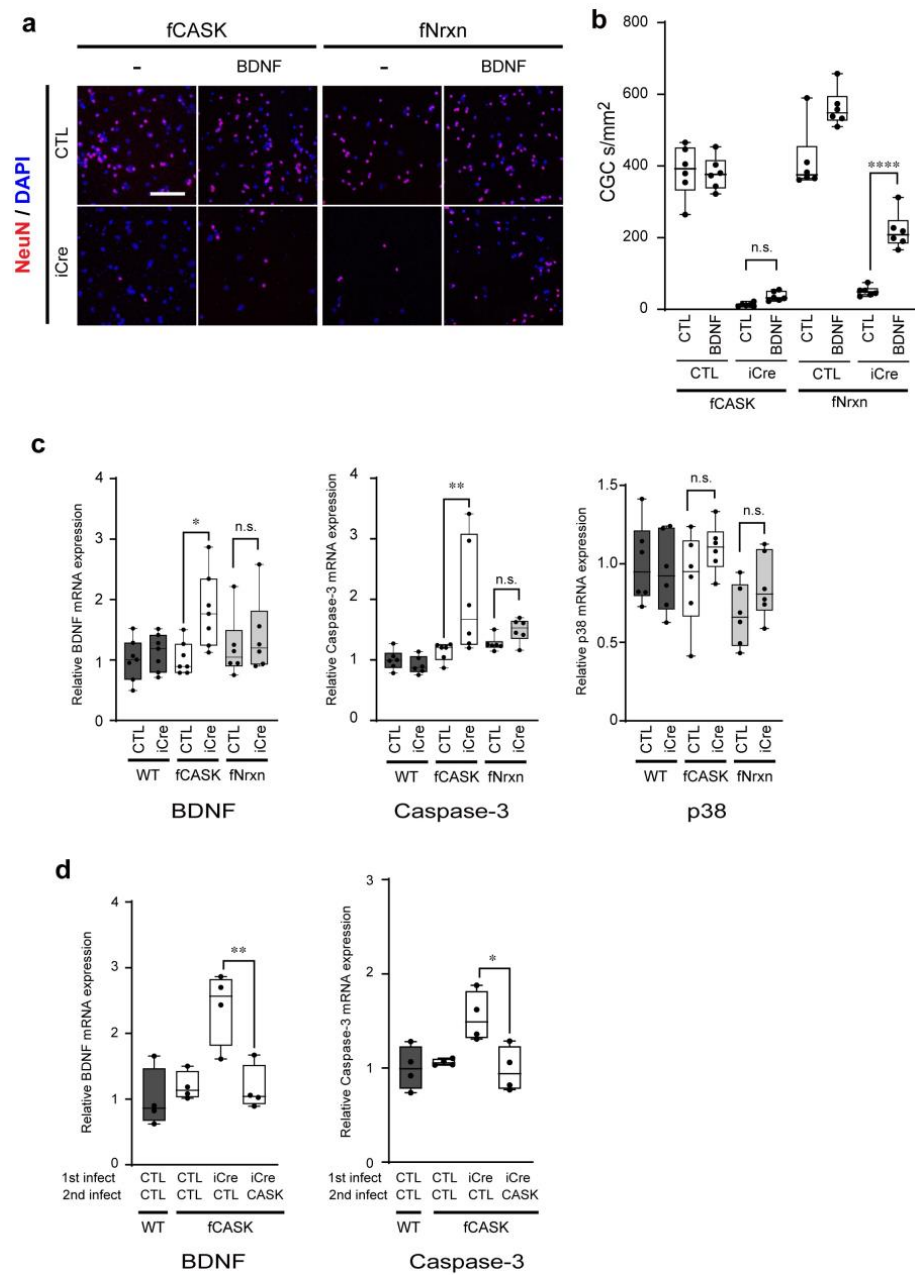 a
fCASK fNrxn
- BDNF - BDNF
NeuN / DAPI
CTL
iCre
b
CGC s/mm2
600
400
200
0
n.s.
****
CTL BDNF CTL BDNF CTL BDNF CTL BDNF
CTL iCre CTL iCre
fCASK fNrxn
c
Relative BDNF mRNA expression
4
3
2
1
0
* n.s.
CTL iCre CTL iCre CTL iCre
WT fCASK fNrxn
BDNF
Relative Caspase-3 mRNA expression
4
3
2
1
0
**
n.s.
CTL iCre CTL iCre CTL iCre
WT fCASK fNrxn
Caspase-3
Relative p38 mRNA expression
1.5
1.0
0.5
0
n.s.
n.s.
CTL iCre CTL iCre CTL iCre
WT fCASK fNrxn
p38
d
Relative BDNF mRNA expression
4
3
2
1
0
**
1st infect CTL CTL iCre iCre
2nd infect CTL CTL CTL CASK
WT fCASK
BDNF
Relative Caspase-3 mRNA expression
3
2
1
0
*
1st infect CTL CTL iCre iCre
2nd infect CTL CTL CTL CASK
WT fCASK
Caspase-3